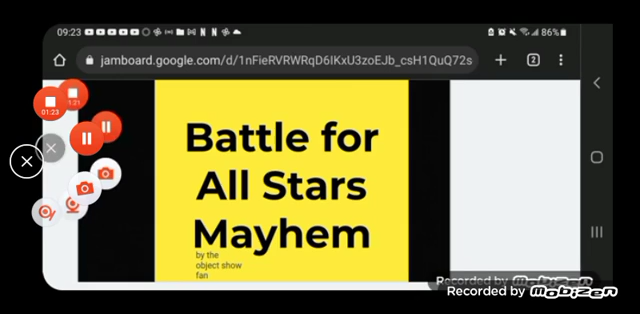 09:23
86%
jamboard.google.com/d/1nFieRVRWRqD6IKxU3zoEJb_csH1QuQ72s
2
01:23
1:21
Battle for
All Stars
Mayhem
by the
object show
fan
Recorded by Mobizen
Recorded by Mobizen